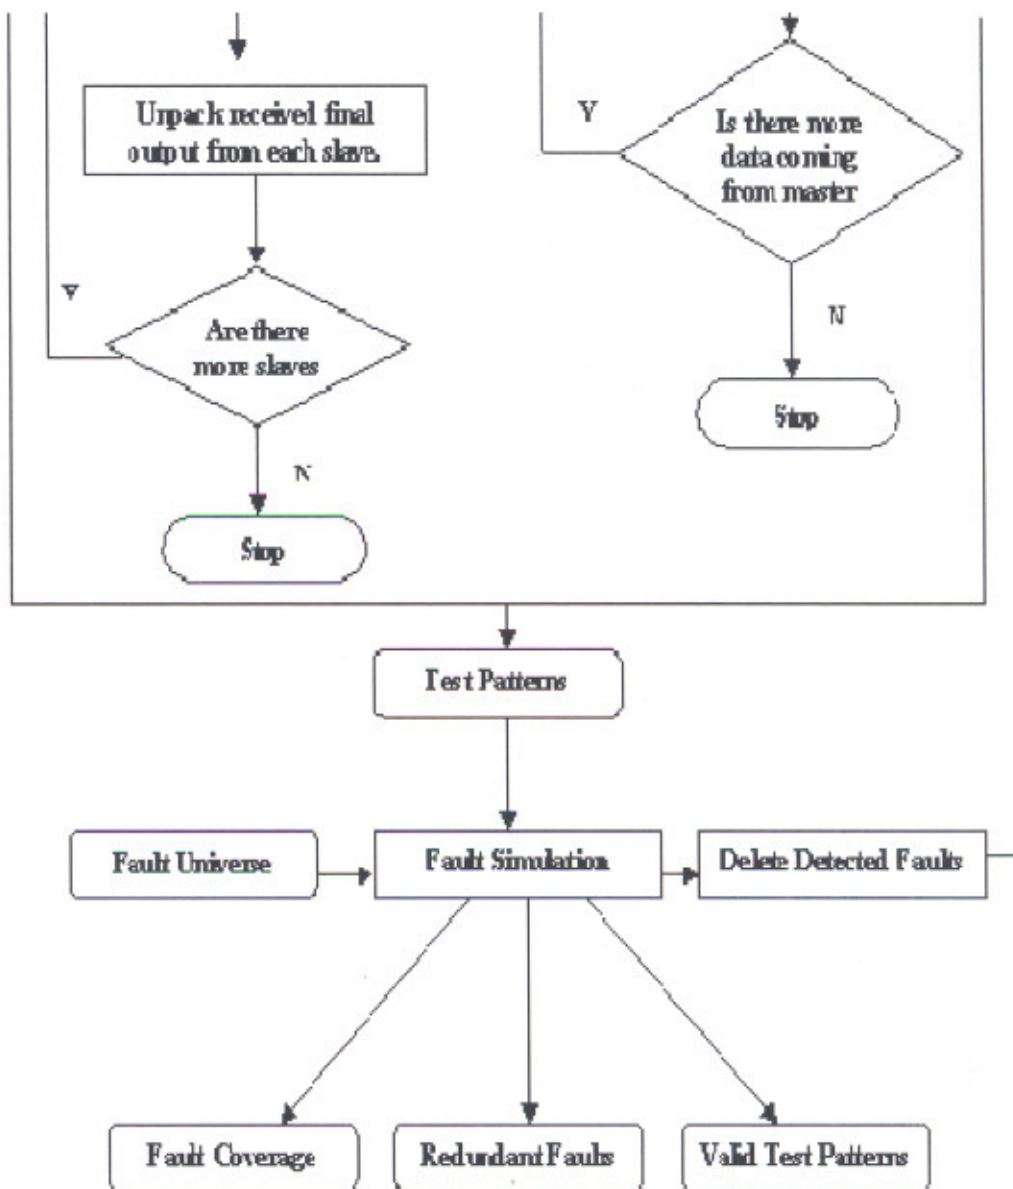 Unpack received final
output from each slave.
Y
Are there
more slaves
N
Stop
Y
Is there more
data coming
from master
N
Stop
Test Patterns
Fault Universe
Fault Simulation
Delete Detected Faults
Fault Coverage
Redundant Faults
Valid Test Patterns